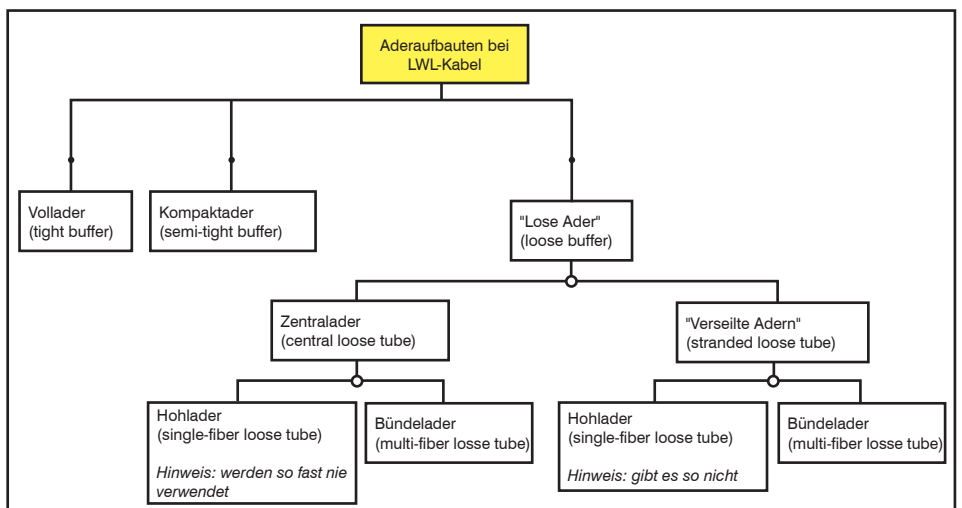 Aderaufbauten bei
LWL-Kabel
Vollader
(tight buffer)
Kompaktader
(semi-tight buffer)
"Lose Ader"
(loose buffer)
Zentralader
(central loose tube)
"Verseilte Adern"
(stranded loose tube)
Hohlader
(single-fiber loose tube)
Hinweis: werden so fast nie
verwendet
Bündelader
(multi-fiber losse tube)
Hohlader
(single-fiber loose tube)
Hinweis: gibt es so nicht
Bündelader
(multi-fiber losse tube)